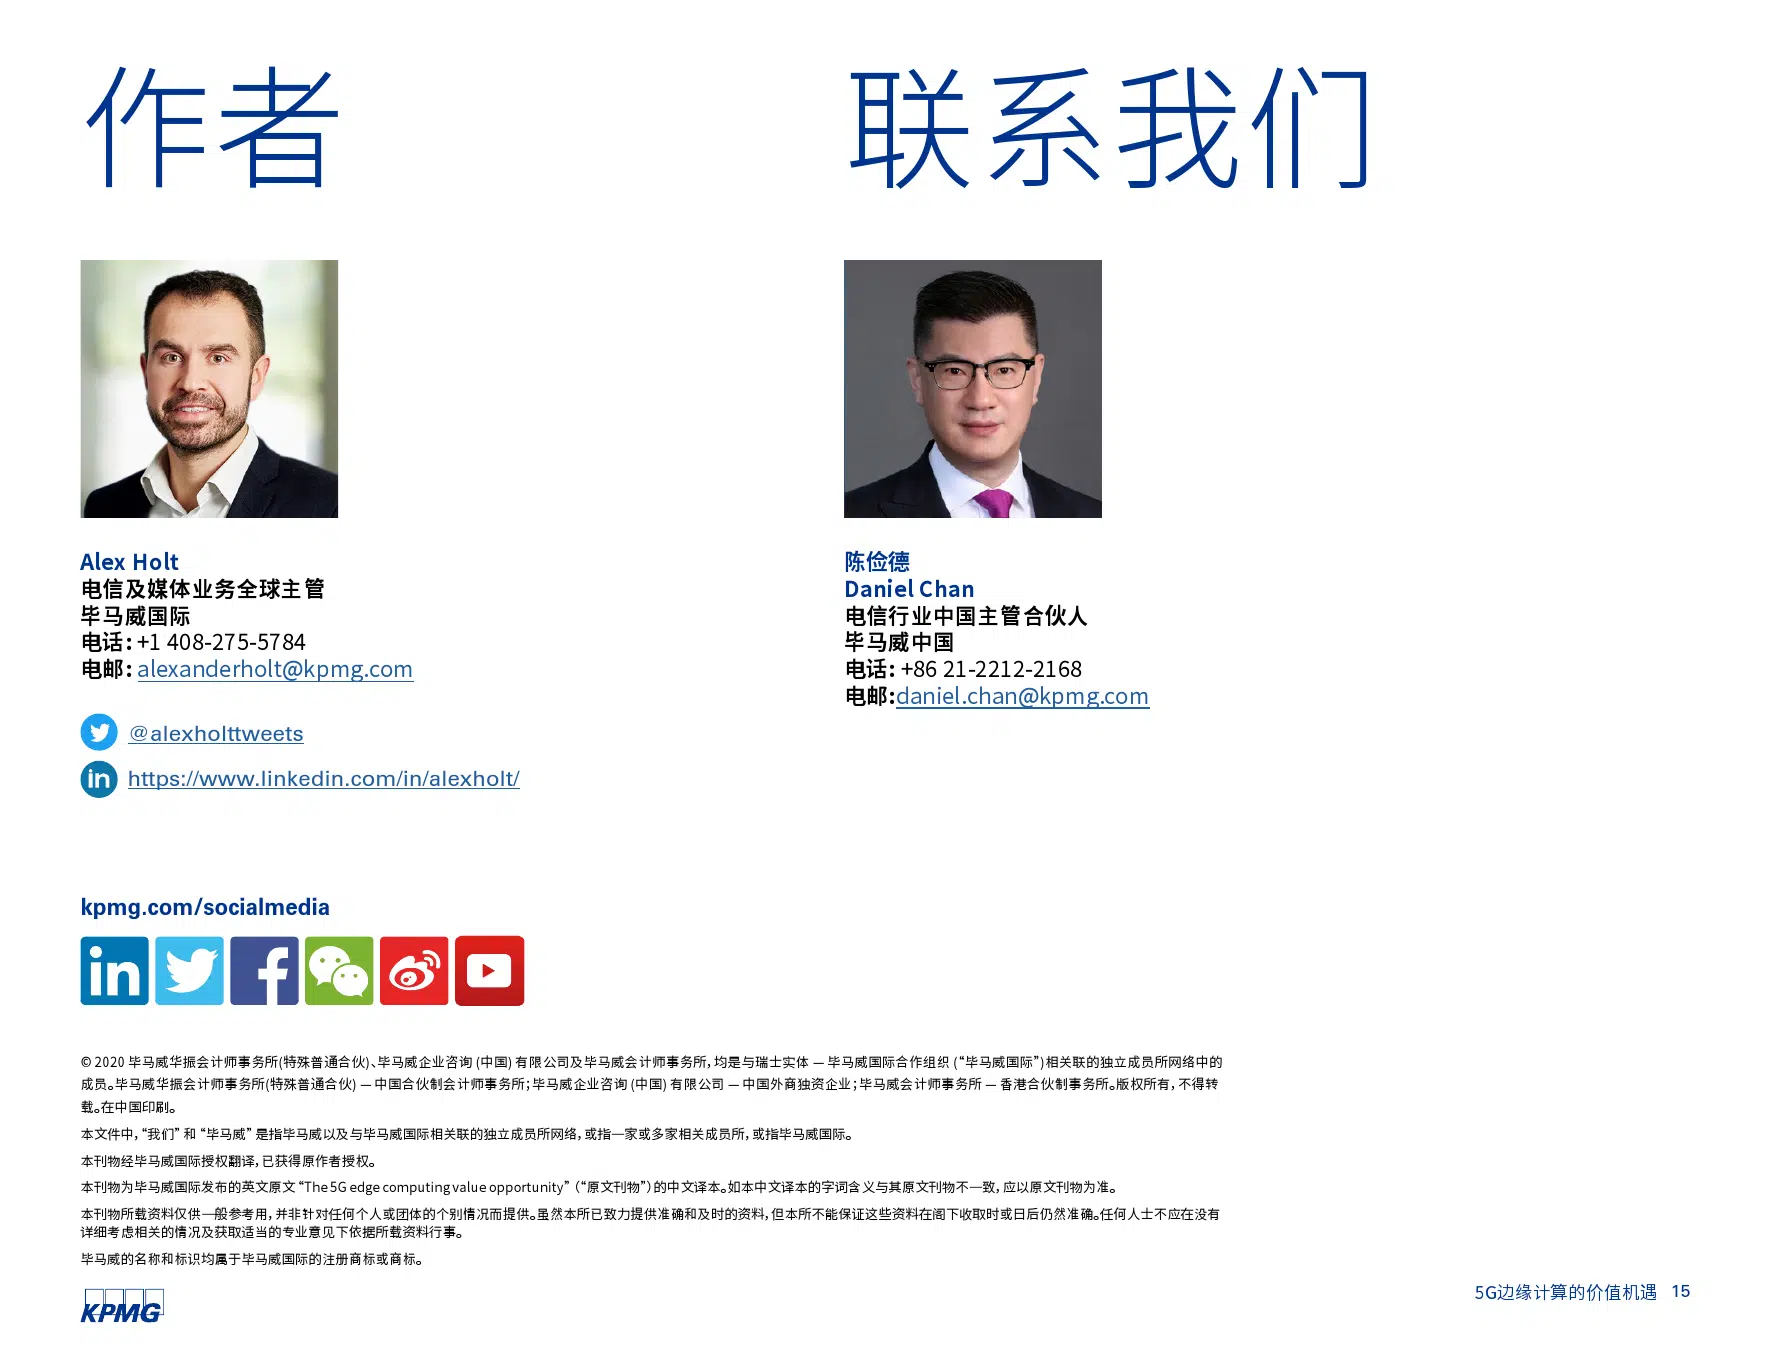 作者
Alex Holt
电信及媒体业务全球主管
毕马威国际
电话: +1 408-275-5784
电邮: alexanderholt@kpmg.com
@alexholttweets
in https://www.linkedin.com/in/alexholt/
联系我们
陈俭德
Daniel Chan
电信行业中国主管合伙人
毕马威中国
电话: +86 21-2212-2168
电邮:daniel.chan@kpmg.com
kpmg.com/socialmedia
in
© 2020 毕马威华振会计师事务所(特殊普通合伙)、毕马威企业咨询 (中国) 有限公司及毕马威会计师事务所, 均是与瑞士实体 — 毕马威国际合作组织 (“毕马威国际”)相关联的独立成员所网络中的
成员。毕马威华振会计师事务所(特殊普通合伙) — 中国合伙制会计师事务所; 毕马威企业咨询 (中国) 有限公司 — 中国外商独资企业; 毕马威会计师事务所 — 香港合伙制事务所。版权所有, 不得转
载。在中国印刷。
本文件中, “我们” 和 “毕马威” 是指毕马威以及与毕马威国际相关联的独立成员所网络, 或指一家或多家相关成员所, 或指毕马威国际。
本刊物经毕马威国际授权翻译, 已获得原作者授权。
本刊物为毕马威国际发布的英文原文 “The 5G edge computing value opportunity” (“原文刊物”) 的中文译本。如本中文译本的字词含义与其原文刊物不一致, 应以原文刊物为准。
本刊物所载资料仅供一般参考用, 并非针对任何个人或团体的个别情况而提供。虽然本所已致力提供准确和及时的资料, 但本所不能保证这些资料在阁下收取时或日后仍然准确。任何人士不应在没有
详细考虑相关的情况及获取适当的专业意见下依据所载资料行事。
毕马威的名称和标识均属于毕马威国际的注册商标或商标。
KPMG
5G边缘计算的价值机遇 15